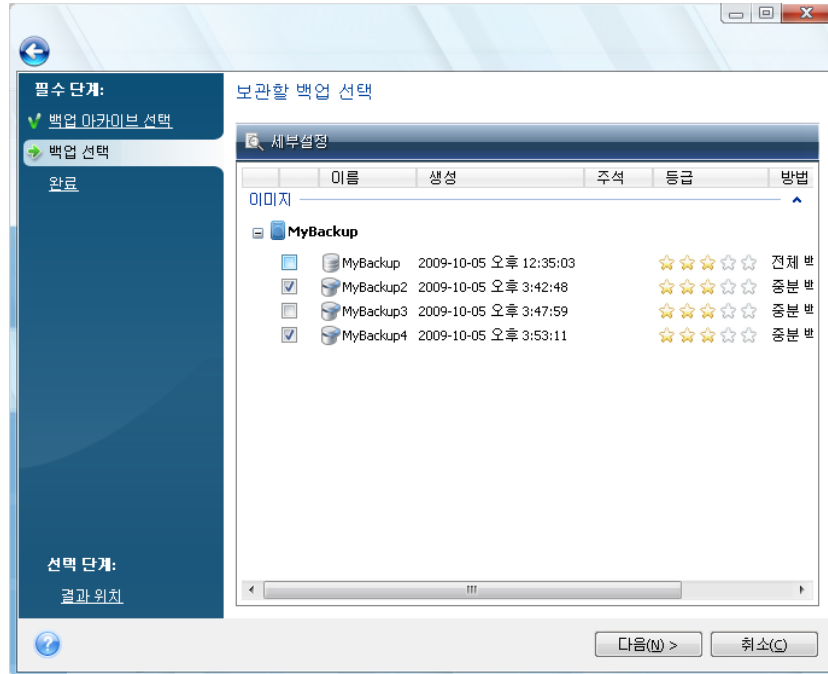 필수 단계:
백업 아카이브 선택
백업 선택
완료
선택 단계:
결과 위치
보관할 백업 선택
세부설정
이름 생성 주석 등급 방법
이미지
MyBackup
MyBackup 2009-10-05 오후 12:35:03 전체 백
MyBackup2 2009-10-05 오후 3:42:48 중분 백
MyBackup3 2009-10-05 오후 3:47:59 중분 백
MyBackup4 2009-10-05 오후 3:53:11 중분 백
다음(N) > 취소(C)